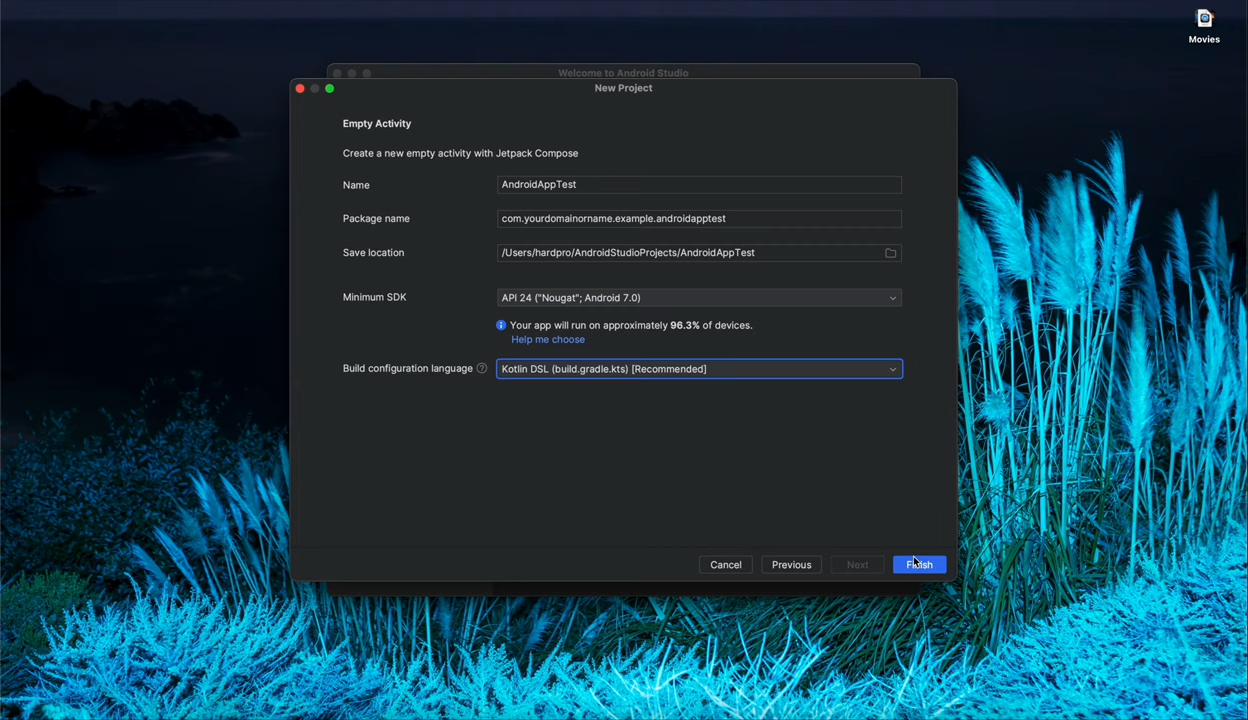 Movies
Welcome to Android Studio
New Project
Empty Activity
Create a new empty activity with Jetpack Compose
Name
AndroidAppTest
Package name
com.yourdomainorname.example.androidapptest
Save location
/Users/hardpro/AndroidStudioProjects/AndroidAppTest
Minimum SDK
API 24 ("Nougat"; Android 7.0)
Your app will run on approximately 96.3% of devices.
Help me choose
Build configuration language
Kotlin DSL (build.gradle.kts) [Recommended]
Cancel
Previous
Next
Finish